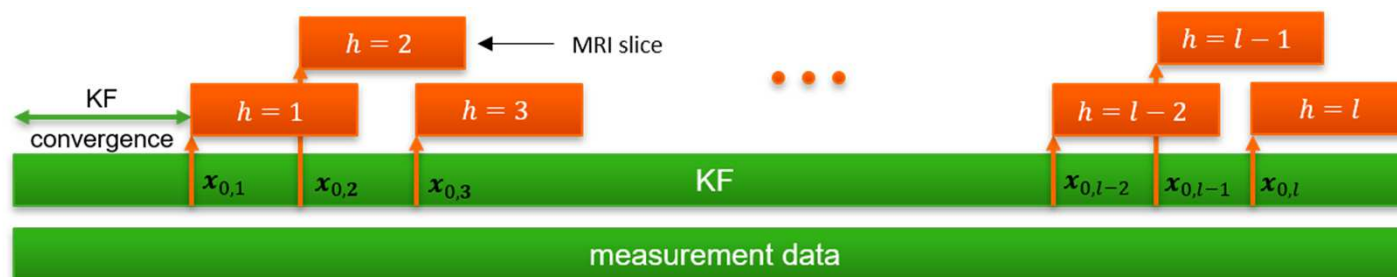 h = 2
MRI slice
h = l − 1
KF
convergence
h = 1
h = 3
h = l − 2
h = l
x₀,₁
x₀,₂
x₀,₃
KF
x₀,ₗ₋₂
x₀,ₗ₋₁
x₀,ₗ
measurement data